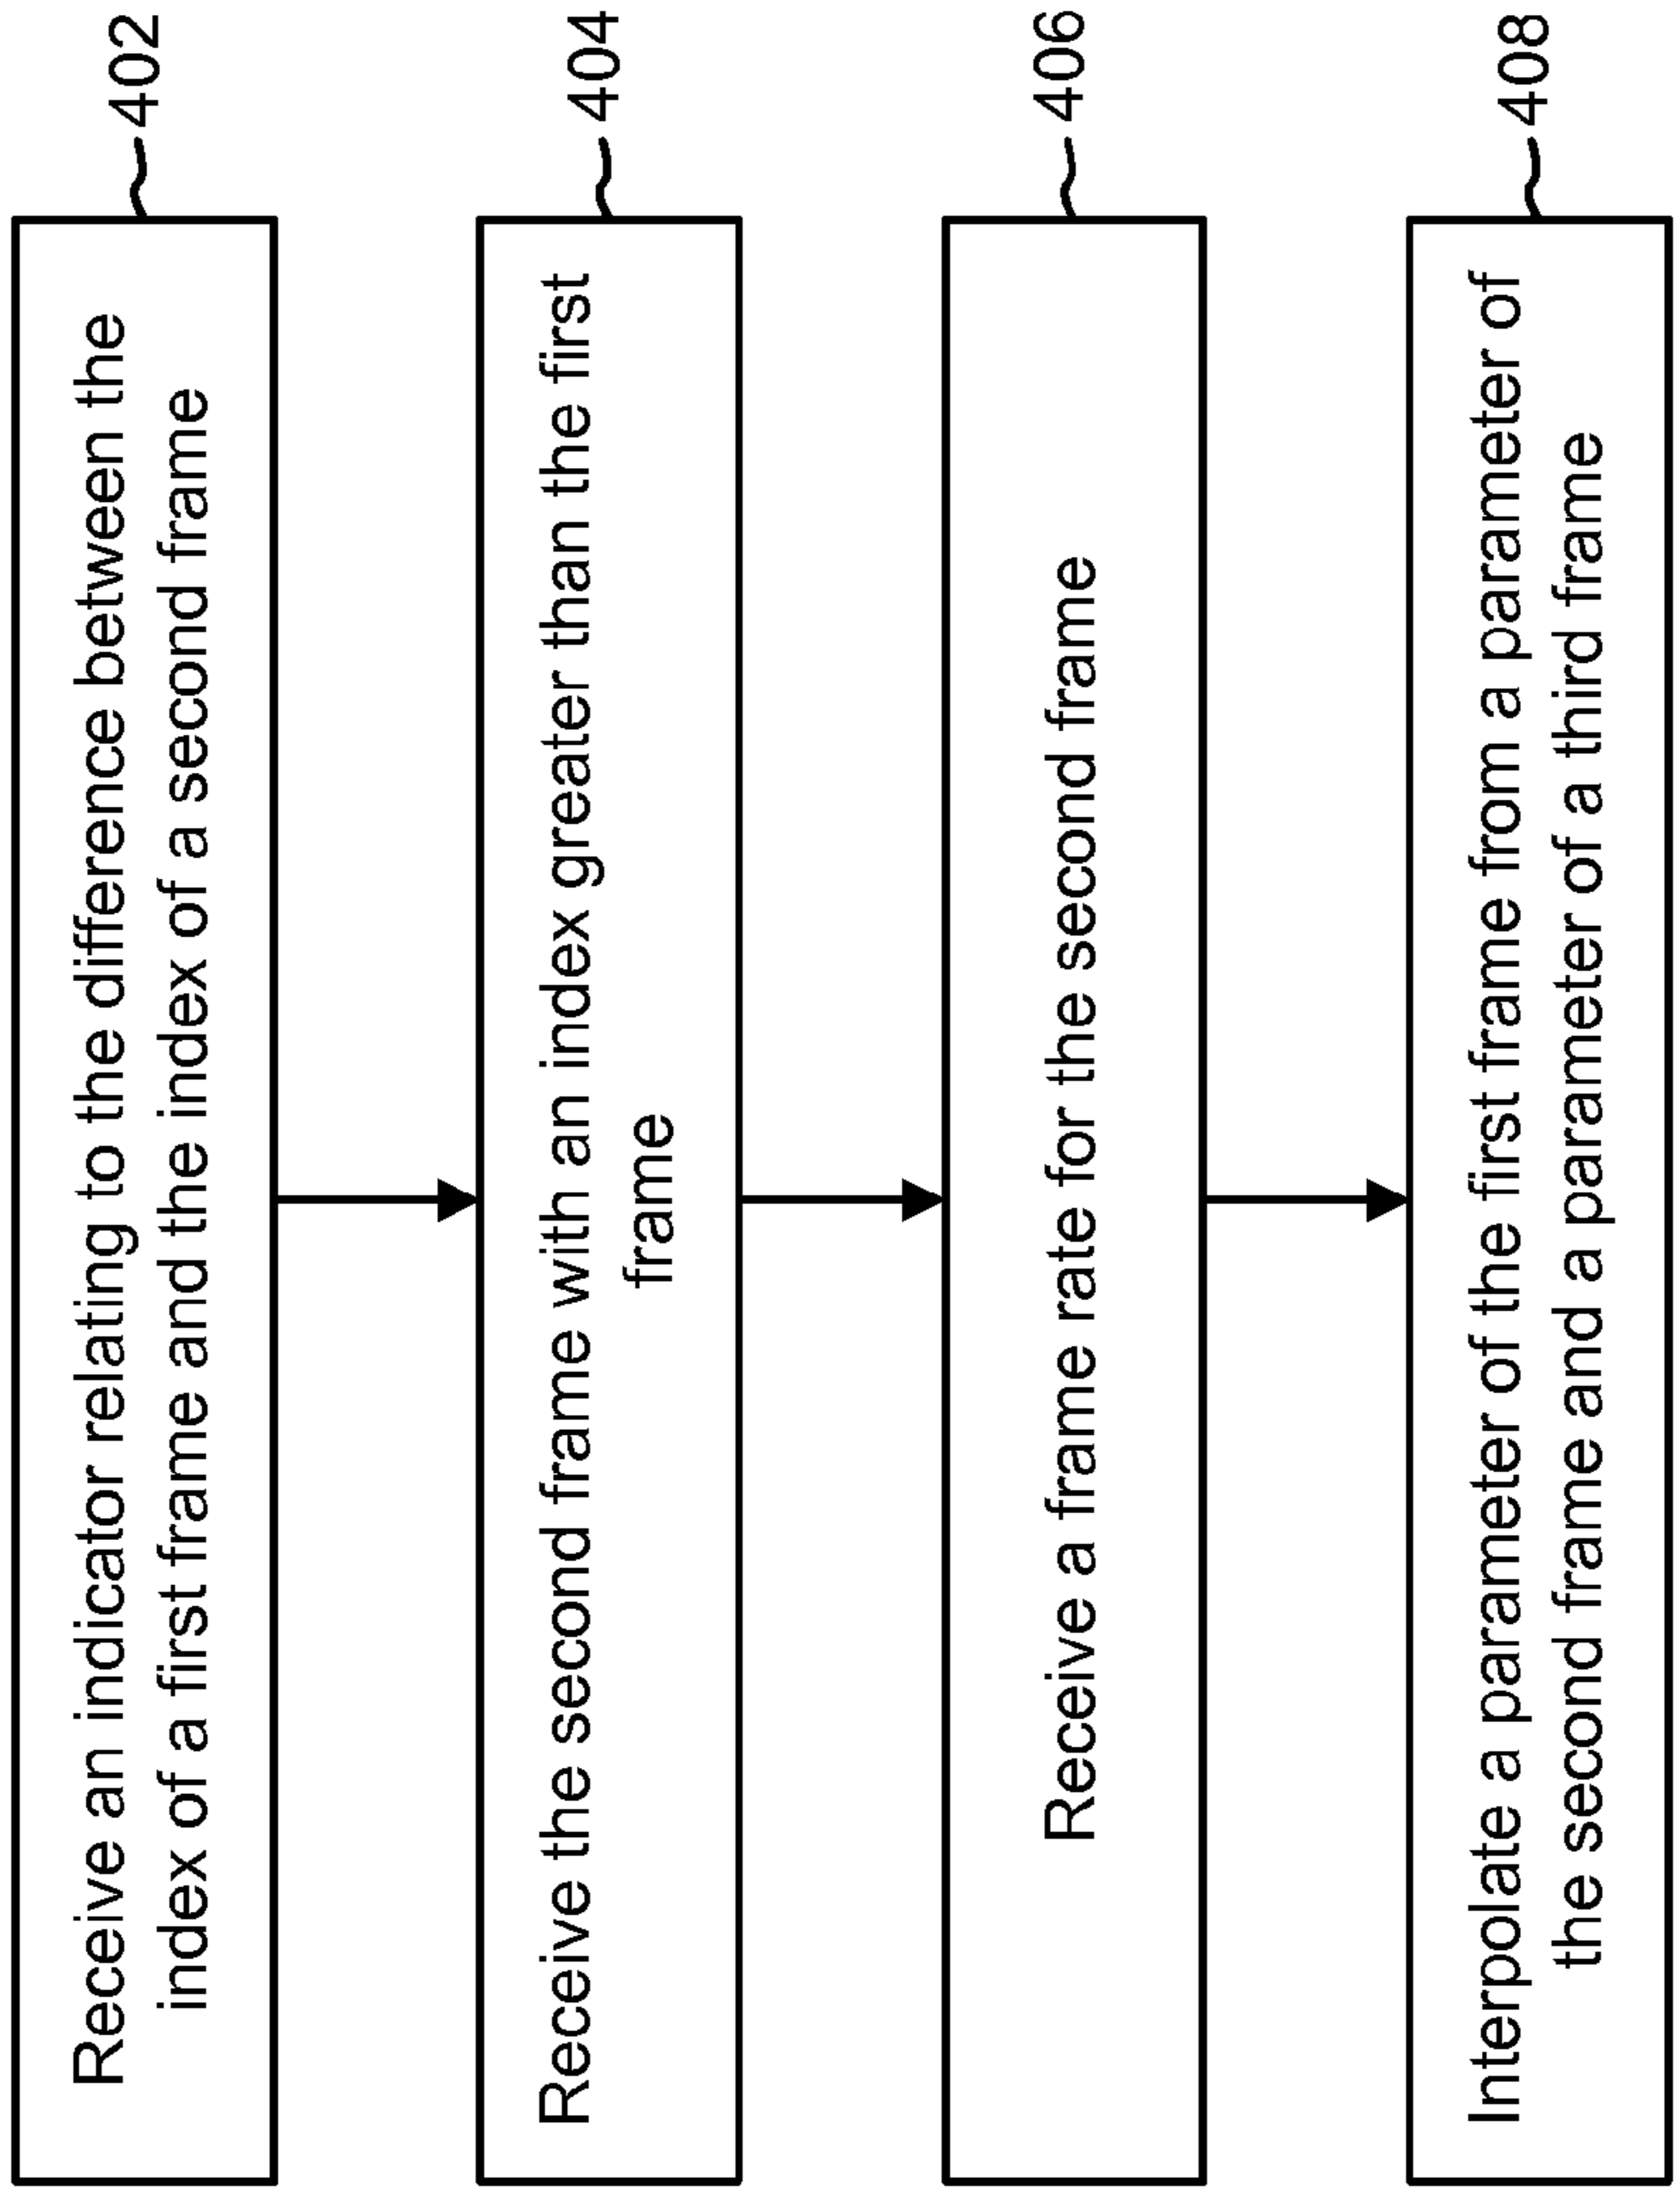 Receive an indicator relating to the difference between the
index of a first frame and the index of a second frame
402
Receive the second frame with an index greater than the first
frame
404
Receive a frame rate for the second frame
406
Interpolate a parameter of the first frame from a parameter of
the second frame and a parameter of a third frame
408